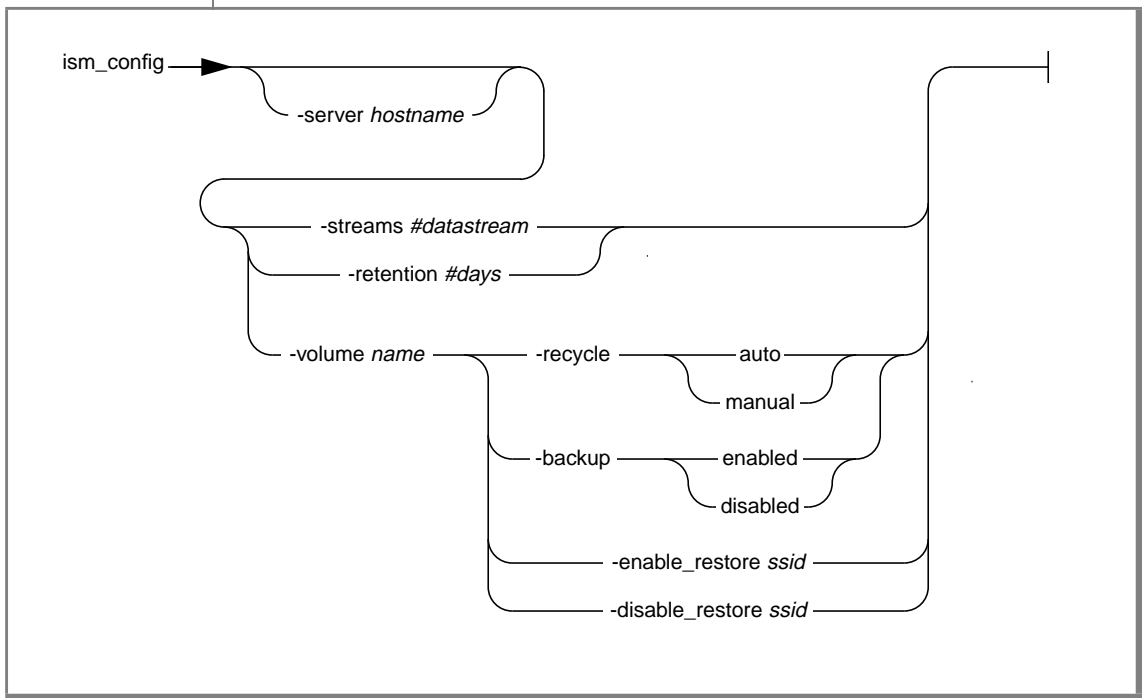 ism_config
-server hostname
-streams #datastream
-retention #days
-volume name -recycle auto
manual
-backup enabled
disabled
-enable_restore ssid
-disable_restore ssid